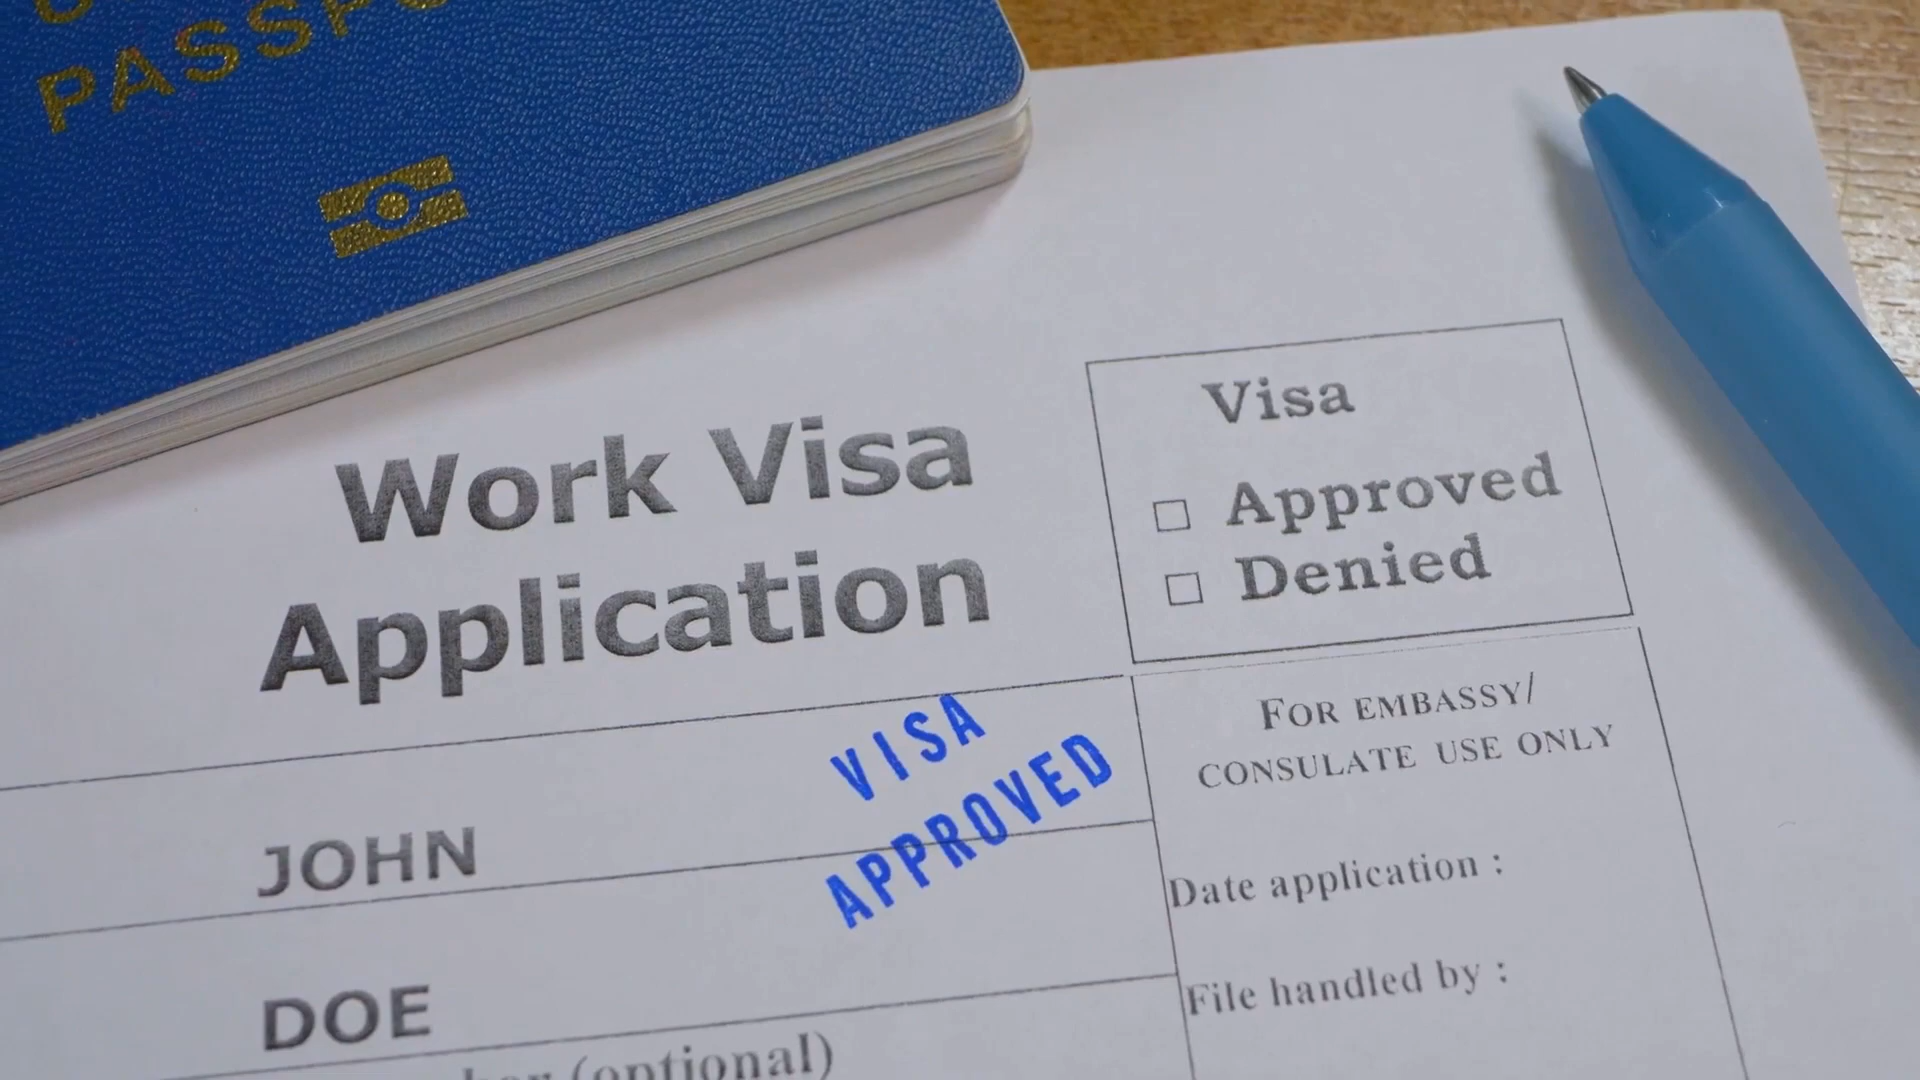 Work Visa
Application
Visa
□ Approved
□ Denied
FOR EMBASSY/
CONSULATE USE ONLY
VISA
APPROVED
JOHN
DOE
Date application :
File handled by :
(optional)